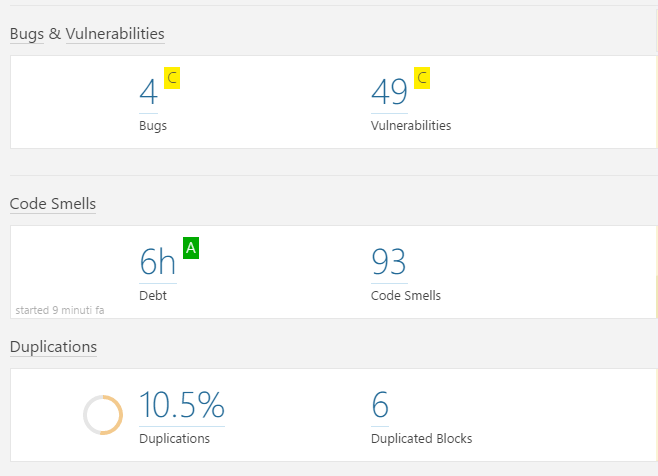 Bugs & Vulnerabilities
4 C 49 C
Bugs Vulnerabilities
Code Smells
6h A 93
Debt Code Smells
started 9 minuti fa
Duplications
10.5% 6
Duplications Duplicated Blocks